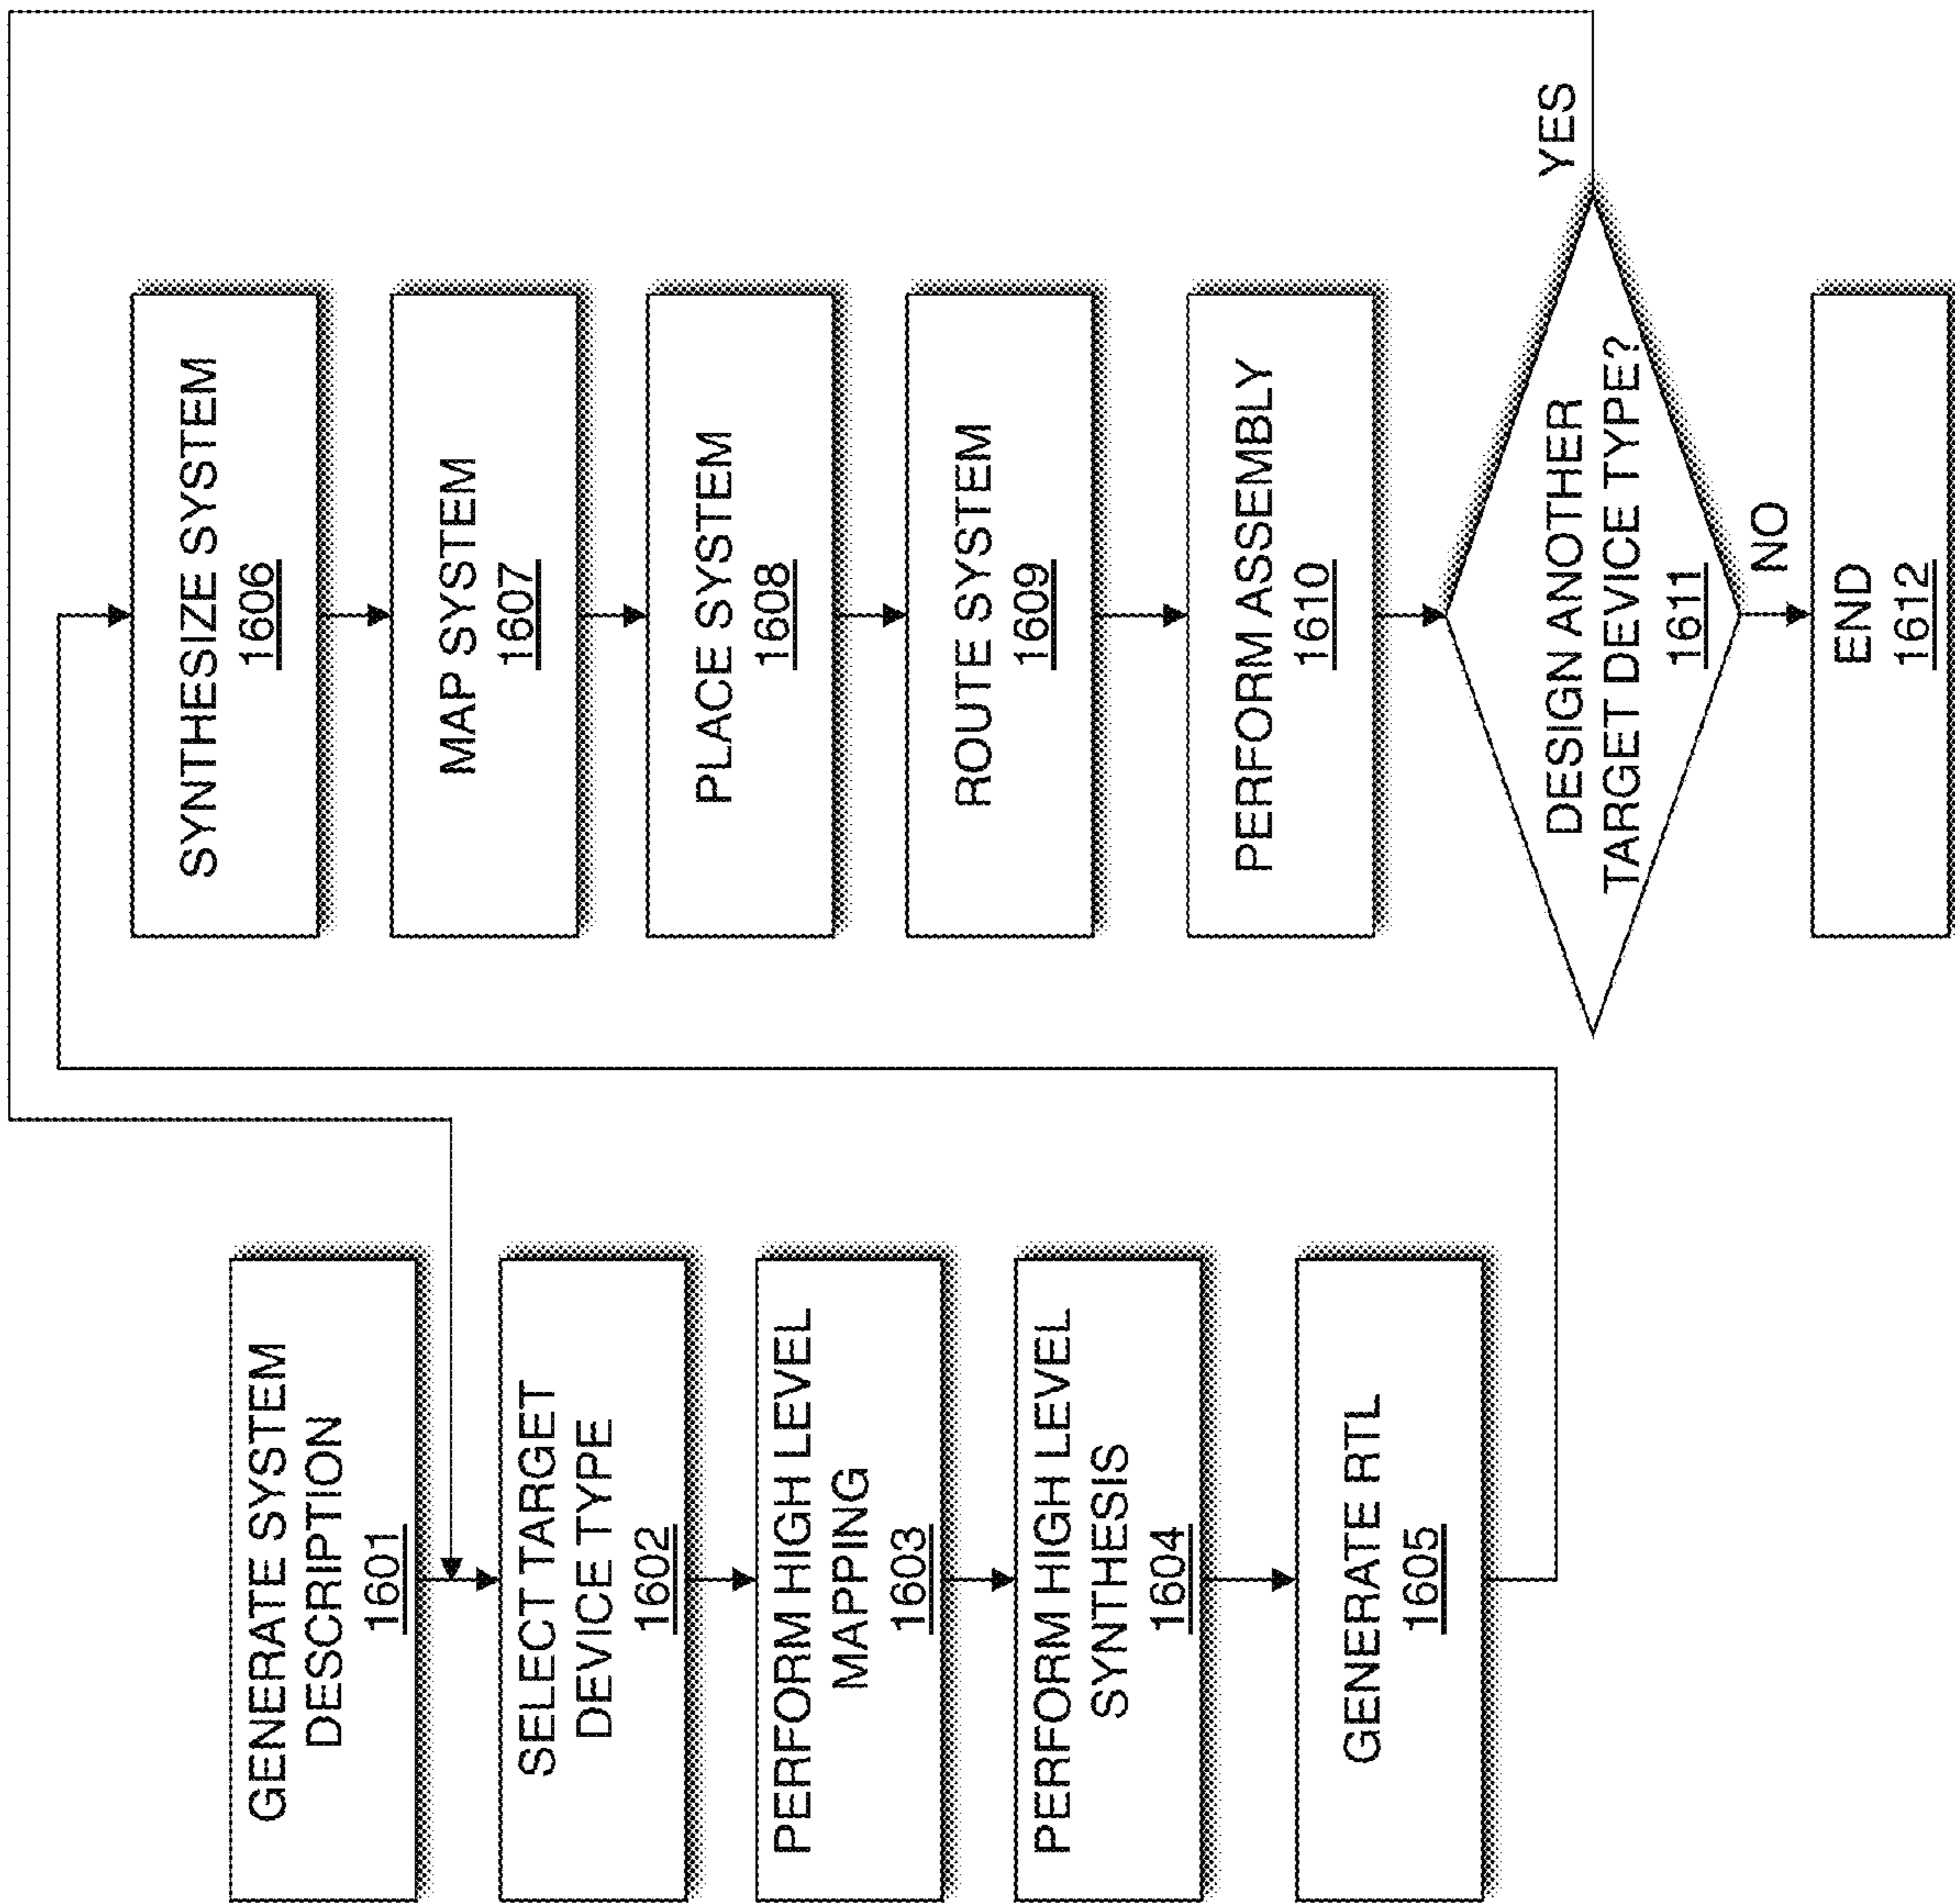 GENERATE SYSTEM
DESCRIPTION
1601
SELECT TARGET
DEVICE TYPE
1602
PERFORM HIGH LEVEL
MAPPING
1603
PERFORM HIGH LEVEL
SYNTHESIS
1604
GENERATE RTL
1605
SYNTHESIZE SYSTEM
1606
MAP SYSTEM
1607
PLACE SYSTEM
1608
ROUTE SYSTEM
1609
PERFORM ASSEMBLY
1610
DESIGN ANOTHER
TARGET DEVICE TYPE?
1611
YES
NO
END
1612